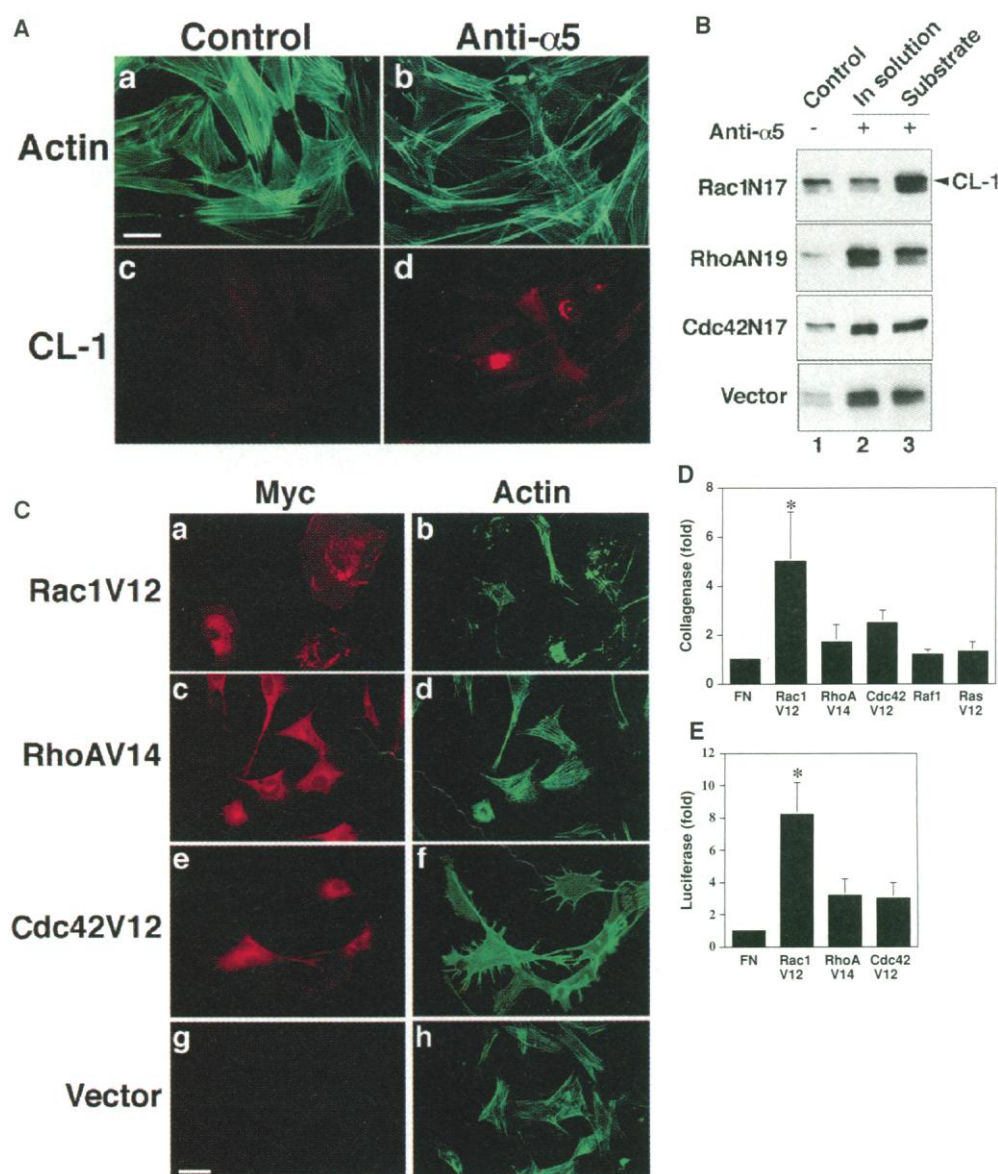 A
Control
Anti-α5
a
b
Actin
c
d
CL-1
B
Control
In solution
Substrate
Anti-α5
-
+
+
Rac1N17
CL-1
RhoAN19
Cdc42N17
Vector
1
2
3
C
Myc
Actin
a
b
Rac1V12
c
d
RhoAV14
e
f
Cdc42V12
g
h
Vector
D
Collagenase (fold)
8
6
4
2
0
*
FN
Rac1
V12
RhoA
V14
Cdc42
V12
Raf1
Ras
V12
E
Luciferase (fold)
12
10
8
6
4
2
0
*
FN
Rac1
V12
RhoA
V14
Cdc42
V12